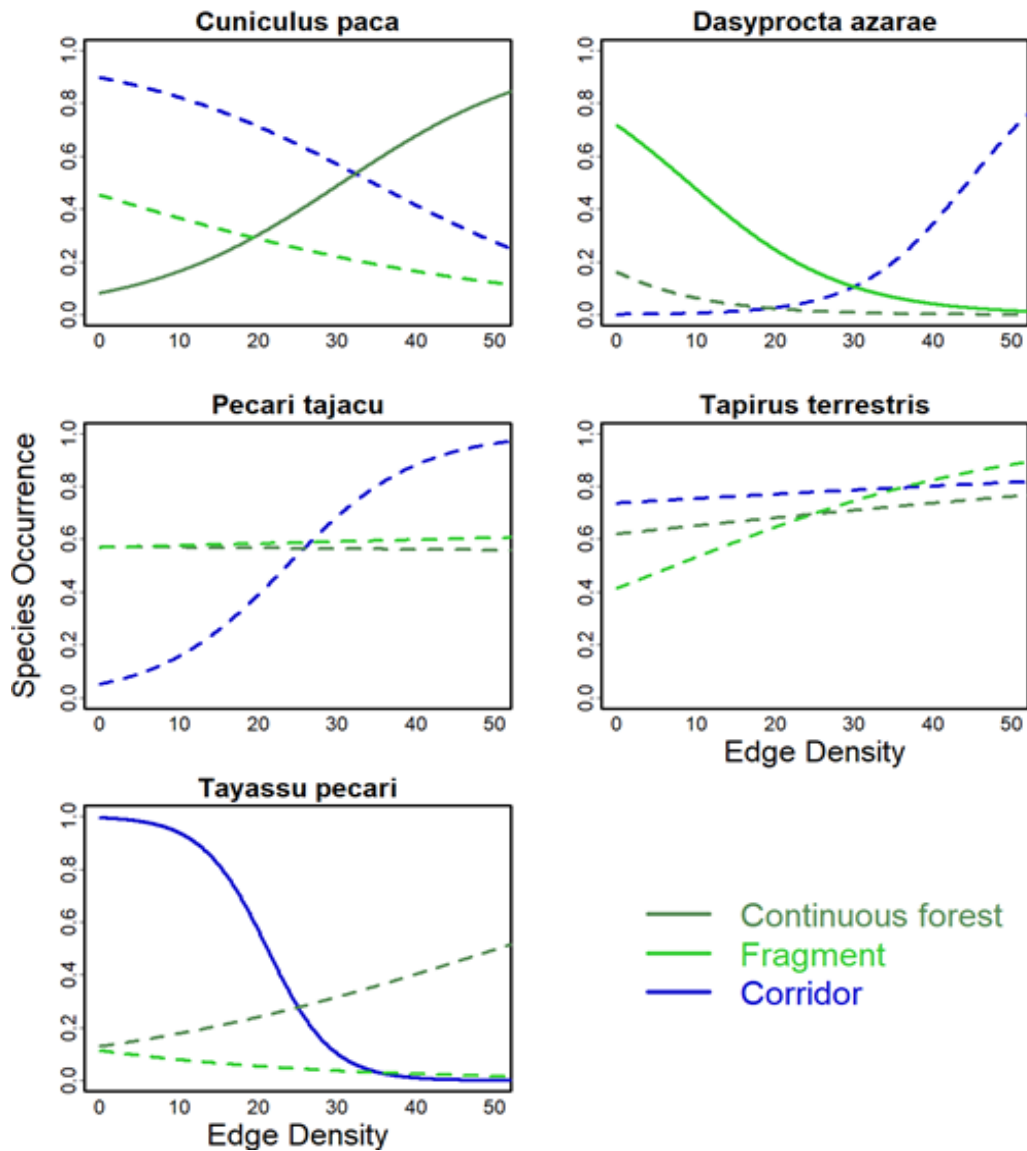 Cuniculus paca
Dasyprocta azarae
1.0
0.8
0.6
0.4
0.2
0.0
0 10 20 30 40 50
1.0
0.8
0.6
0.4
0.2
0.0
0 10 20 30 40 50
Pecari tajacu
Tapirus terrestris
Species Occurrence
1.0
0.8
0.6
0.4
0.2
0.0
0 10 20 30 40 50
1.0
0.8
0.6
0.4
0.2
0.0
0 10 20 30 40 50
Edge Density
Tayassu pecari
1.0
0.8
0.6
0.4
0.2
0.0
0 10 20 30 40 50
Edge Density
Continuous forest
Fragment
Corridor